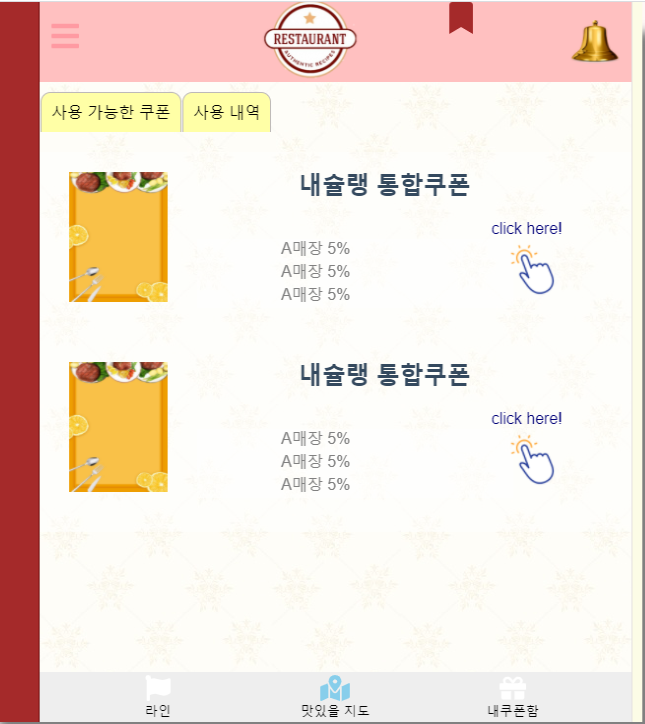 RESTAURANT
AUTHENTIC RECIPES
사용 가능한 쿠폰
사용 내역
내슐랭 통합쿠폰
click here!
A매장 5%
A매장 5%
A매장 5%
내슐랭 통합쿠폰
click here!
A매장 5%
A매장 5%
A매장 5%
라인
맛있을 지도
내쿠폰함